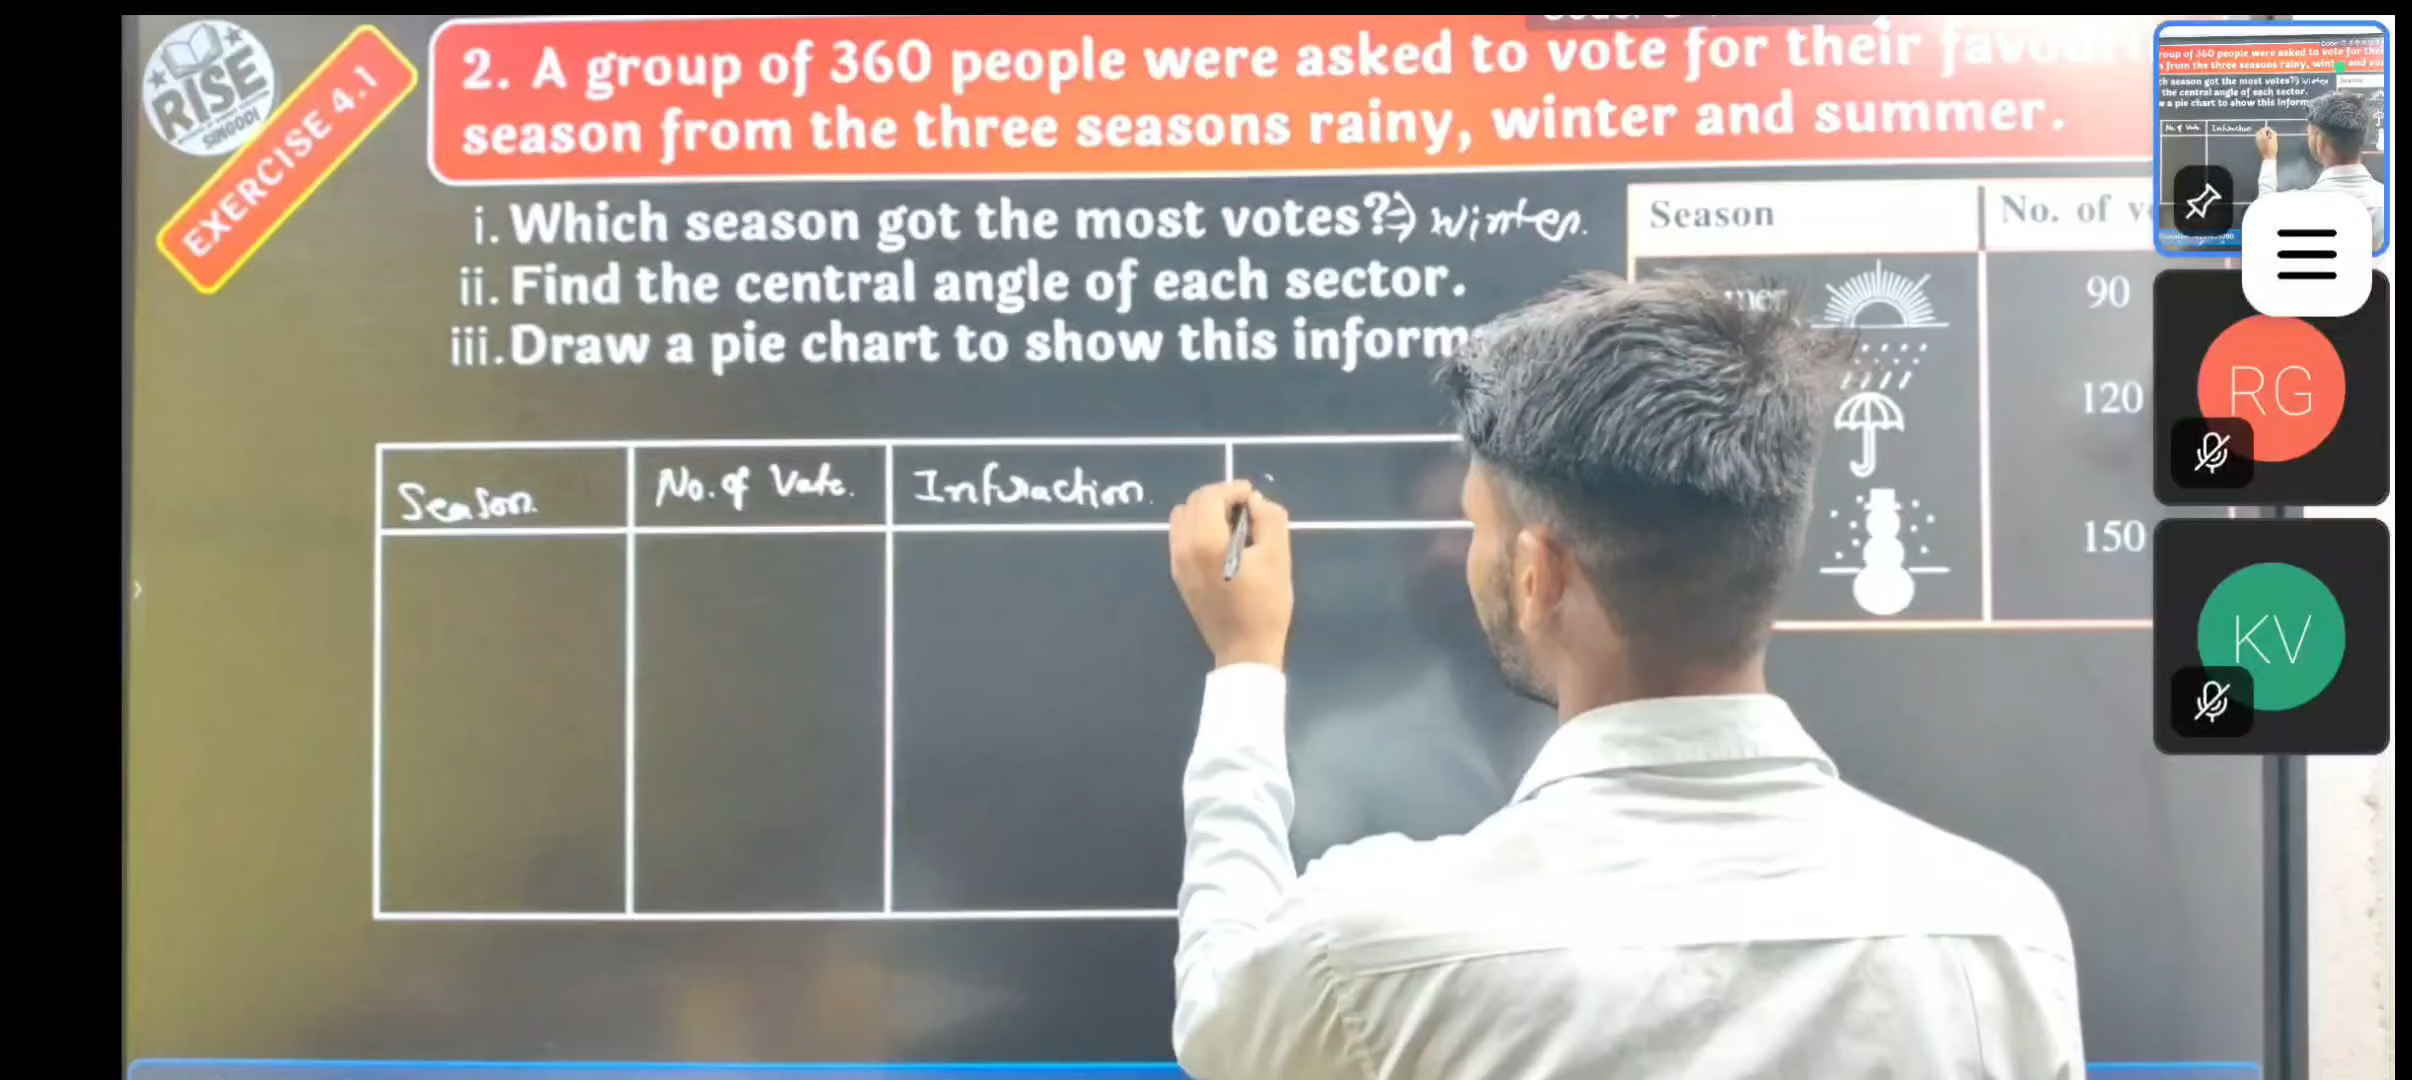 RISE
SIROODI
EXERCISE 4.1
2. A group of 360 people were asked to vote for their
season from the three seasons rainy, winter and summer.
i. Which season got the most votes? ⇒ winter.
ii. Find the central angle of each sector.
iii. Draw a pie chart to show this
Season No. of
90
120
150
Season No. of Vote. Infraction.
RG
KV